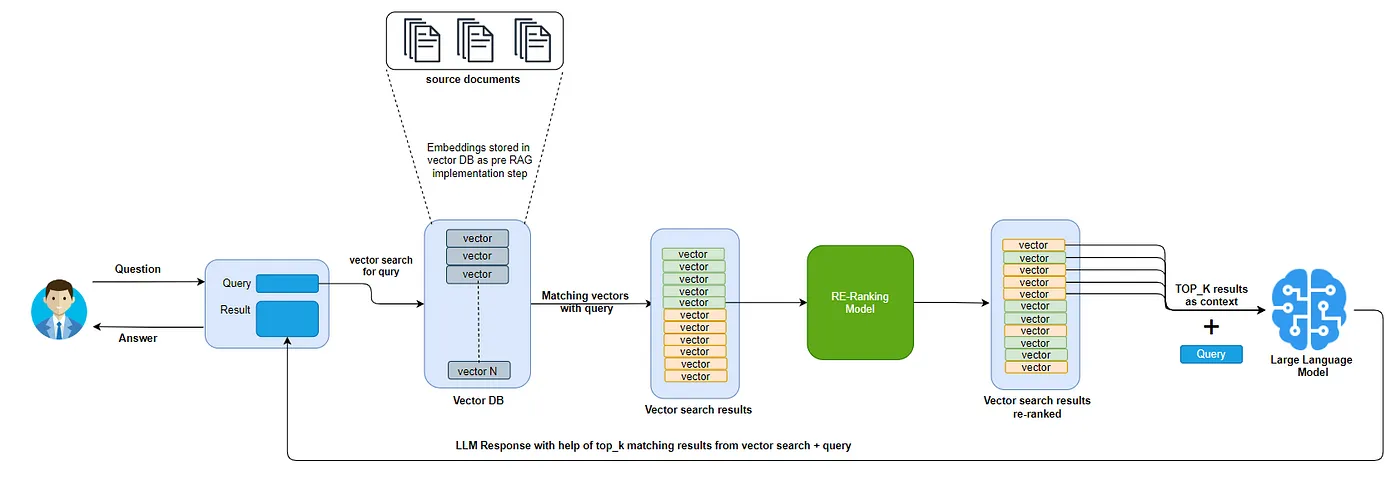 source documents
Embeddings stored in
vector DB as pre RAG
implementation step
Question
Answer
Query
Result
vector search
for qury
vector
vector
vector
vector N
Vector DB
Matching vectors
with query
vector
vector
vector
vector
vector
vector
vector
vector
vector
vector
vector
Vector search results
RE-Ranking
Model
vector
vector
vector
vector
vector
vector
vector
vector
vector
vector
vector
Vector search results
re-ranked
TOP_K results
as context
+
Query
Large Language
Model
LLM Response with help of top_k matching results from vector search + query